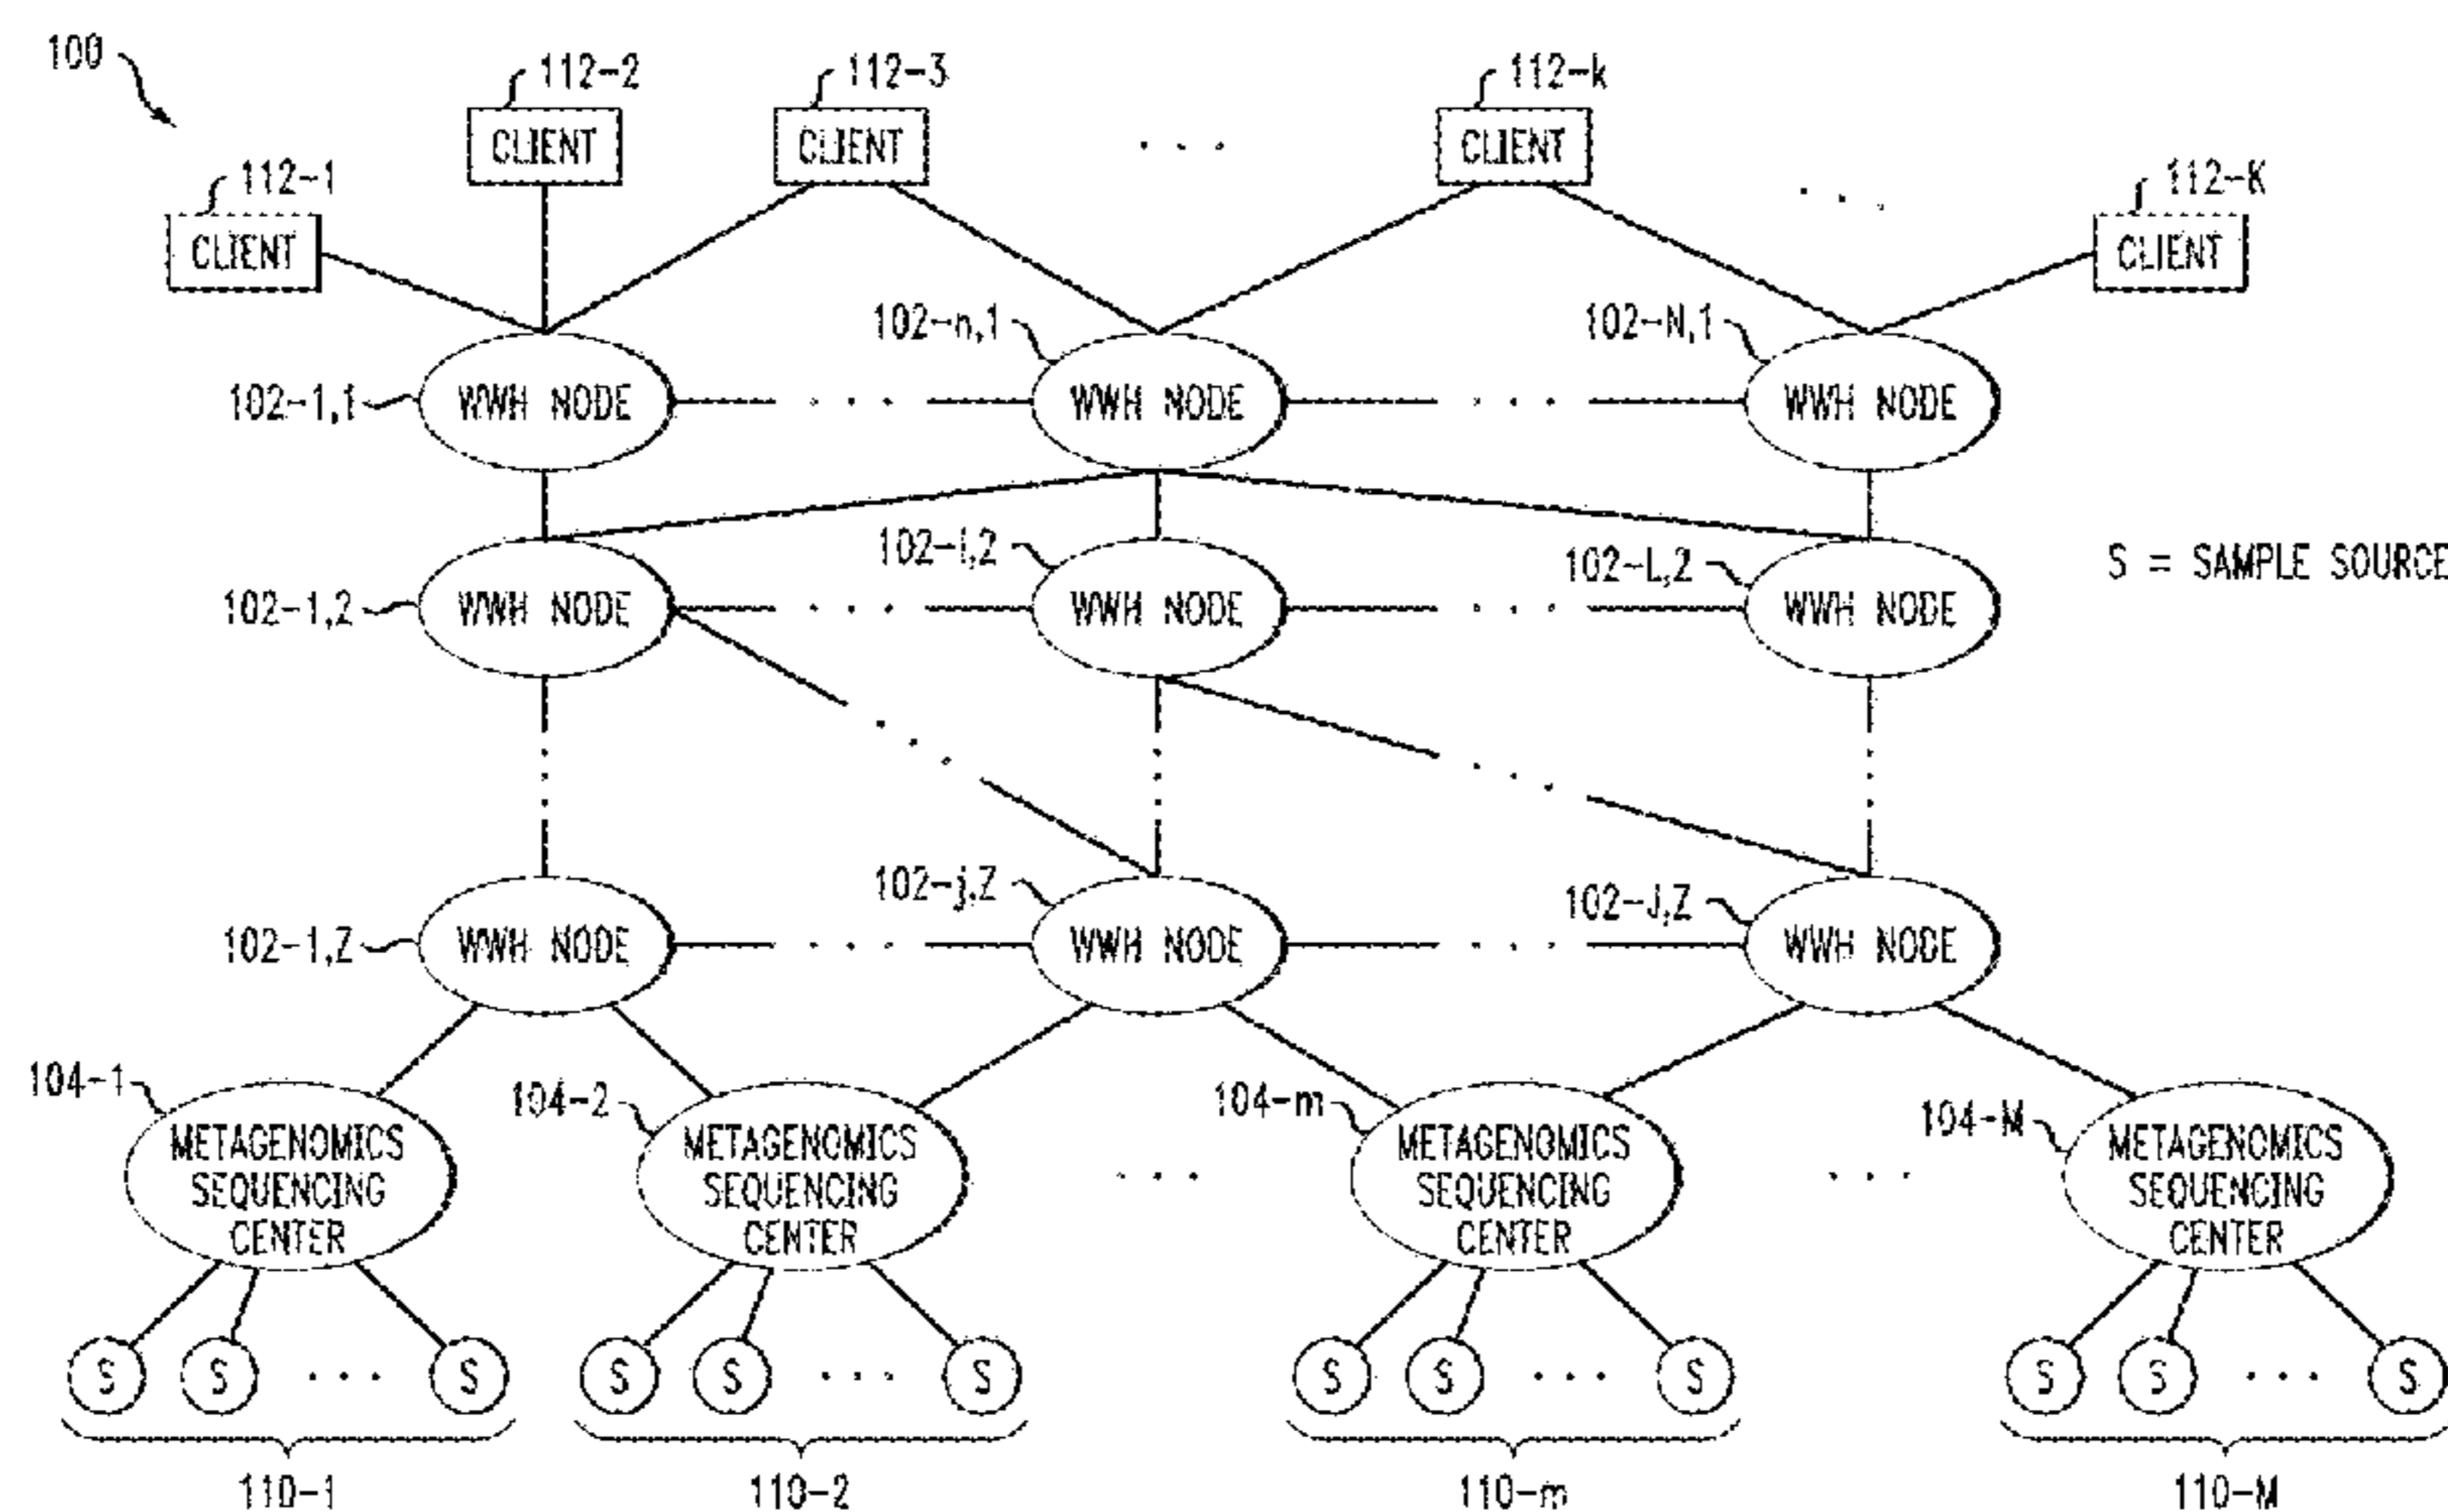 100
112-2
112-3
112-k
CLIENT
CLIENT
CLIENT
112-1
112-K
CLIENT
CLIENT
102-n,1
102-N,1
102-1,1
WWH NODE
WWH NODE
WWH NODE
102-l,2
102-L,2
S = SAMPLE SOURCE
102-1,2
WWH NODE
WWH NODE
WWH NODE
102-j,Z
102-J,Z
102-1,Z
WWH NODE
WWH NODE
WWH NODE
104-1
104-2
104-m
104-M
METAGENOMICS
SEQUENCING
CENTER
METAGENOMICS
SEQUENCING
CENTER
METAGENOMICS
SEQUENCING
CENTER
METAGENOMICS
SEQUENCING
CENTER
S S ... S
S S ... S
S S ... S
S S ... S
110-1
110-2
110-m
110-M